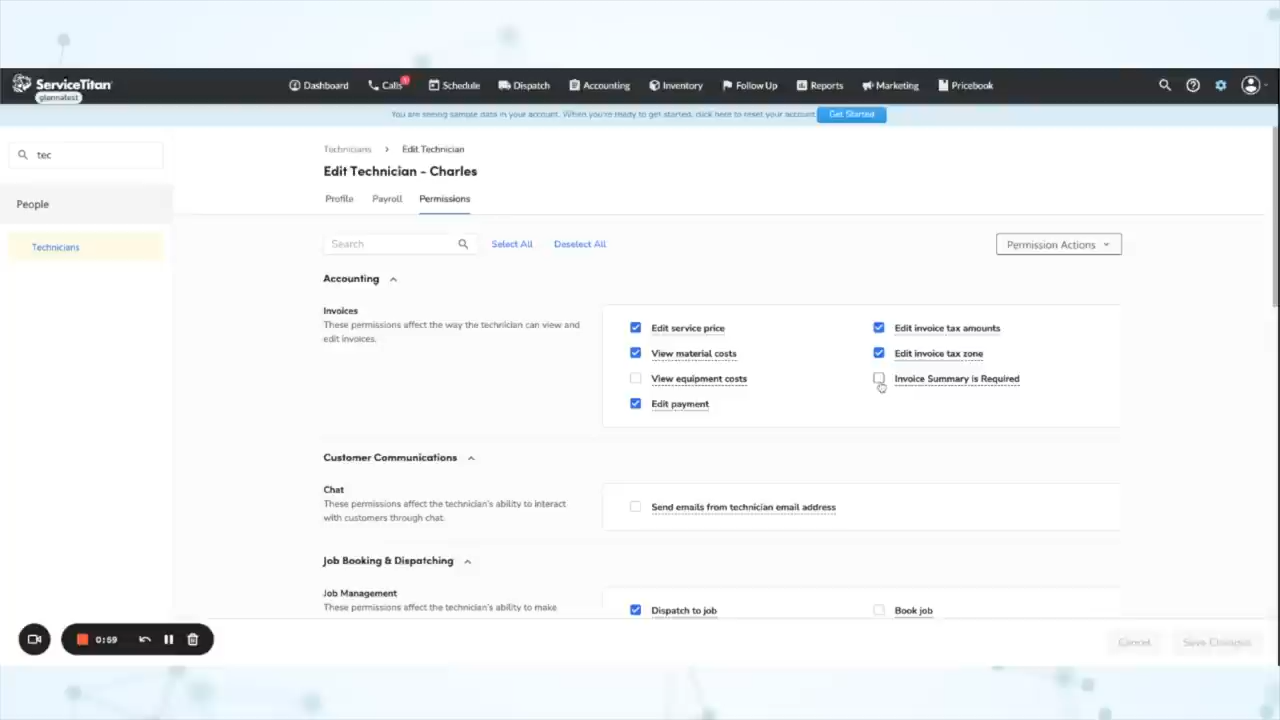 ServiceTitan
glennatest
Dashboard
Calls
Schedule
Dispatch
Accounting
Inventory
Follow Up
Reports
Marketing
Pricebook
You are seeing sample data in your account. When you're ready to get started, click here to reset your account.
Get Started
tec
People
Technicians
Technicians > Edit Technician
Edit Technician - Charles
Profile
Payroll
Permissions
Search
Select All
Deselect All
Permission Actions
Accounting
Invoices
These permissions affect the way the technician can view and
edit invoices.
Edit service price
Edit invoice tax amounts
View material costs
Edit invoice tax zone
View equipment costs
Invoice Summary is Required
Edit payment
Customer Communications
Chat
These permissions affect the technician's ability to interact
with customers through chat.
Send emails from technician email address
Job Booking & Dispatching
Job Management
These permissions affect the technician's ability to make
Dispatch to job
Book job
0:59
Cancel
Save Changes